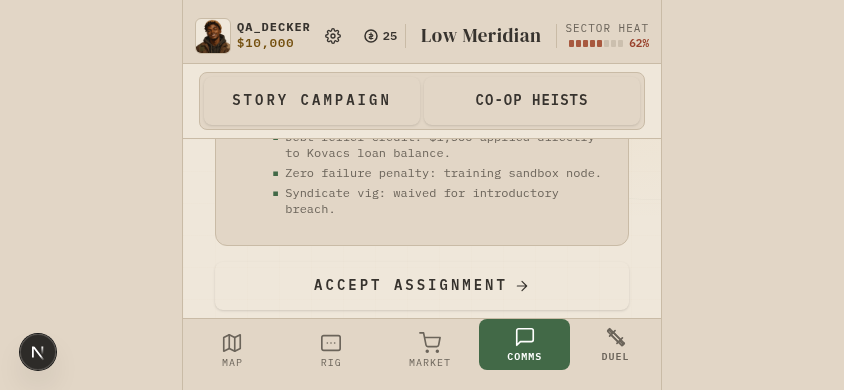 QA_DECKER
$10,000
25
Low Meridian
SECTOR HEAT
62%
STORY CAMPAIGN
CO-OP HEISTS
to Kovacs loan balance.
Zero failure penalty: training sandbox node.
Syndicate vig: waived for introductory
breach.
ACCEPT ASSIGNMENT →
N
MAP
RIG
MARKET
COMMS
DUEL